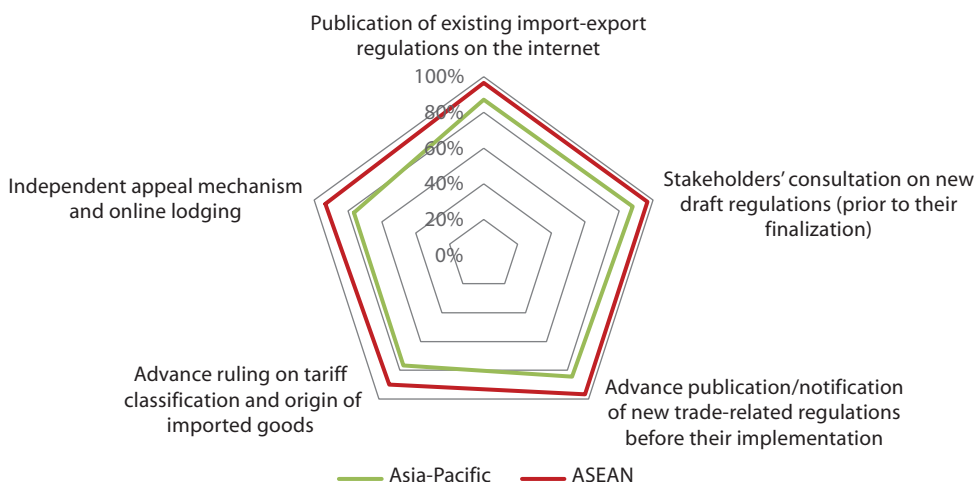 Publication of existing import-export
regulations on the internet
100%
80%
60%
40%
20%
0%
Stakeholders’ consultation on new
draft regulations (prior to their
finalization)
Advance publication/notification
of new trade-related regulations
before their implementation
Advance ruling on tariff
classification and origin of
imported goods
Independent appeal mechanism
and online lodging
Asia-Pacific
ASEAN